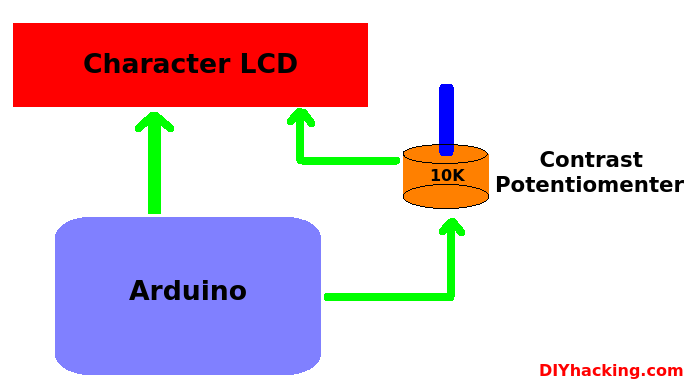 Character LCD
10K
Contrast
Potentiomenter
Arduino
DIYhacking.com